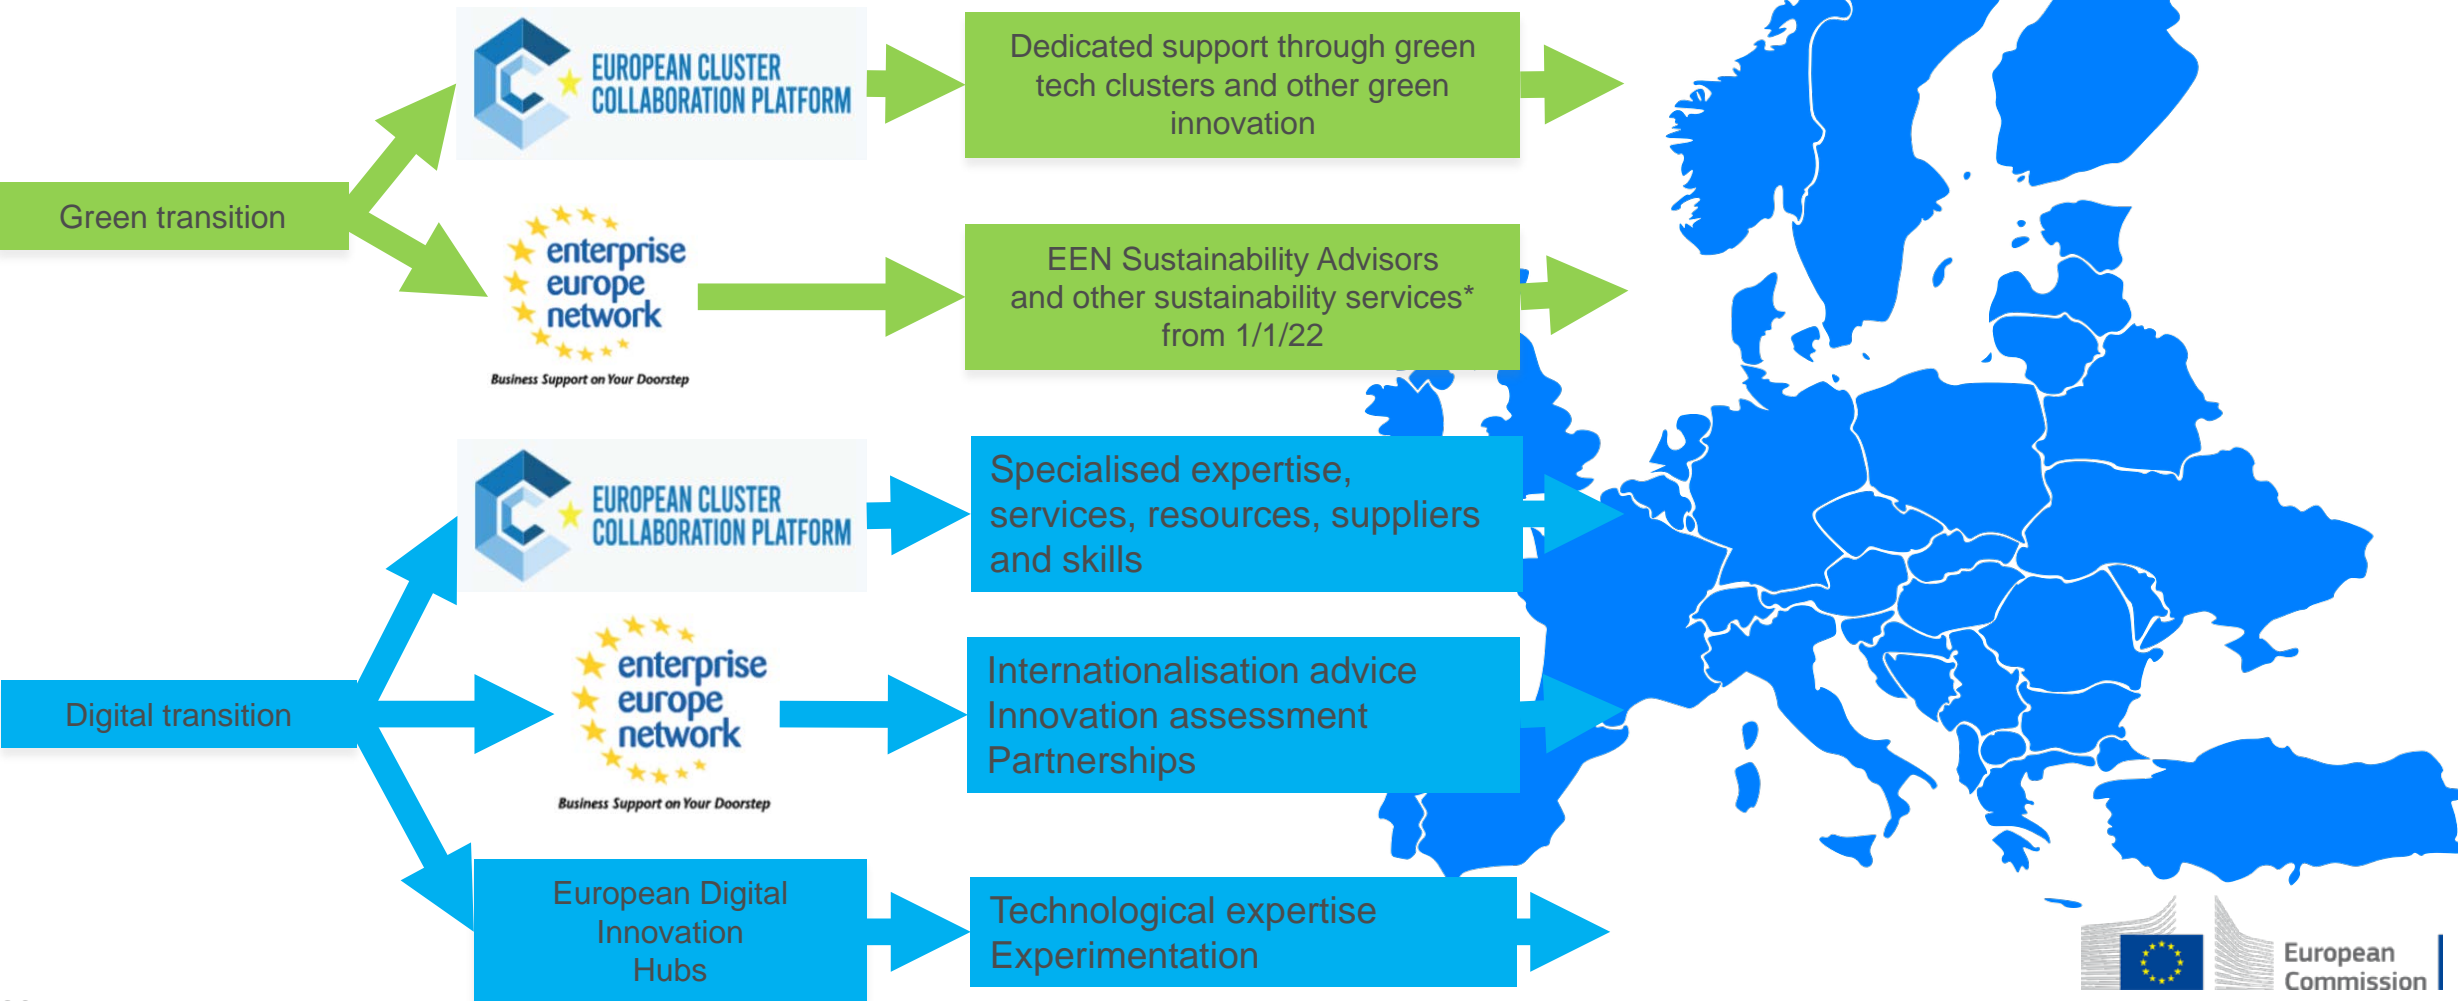 EUROPEAN CLUSTER
COLLABORATION PLATFORM
Dedicated support through green
tech clusters and other green
innovation
Green transition
enterprise
europe
network
Business Support on Your Doorstep
EEN Sustainability Advisors
and other sustainability services*
from 1/1/22
EUROPEAN CLUSTER
COLLABORATION PLATFORM
Specialised expertise,
services, resources, suppliers
and skills
Digital transition
enterprise
europe
network
Business Support on Your Doorstep
Internationalisation advice
Innovation assessment
Partnerships
European Digital
Innovation
Hubs
Technological expertise
Experimentation
European
Commission